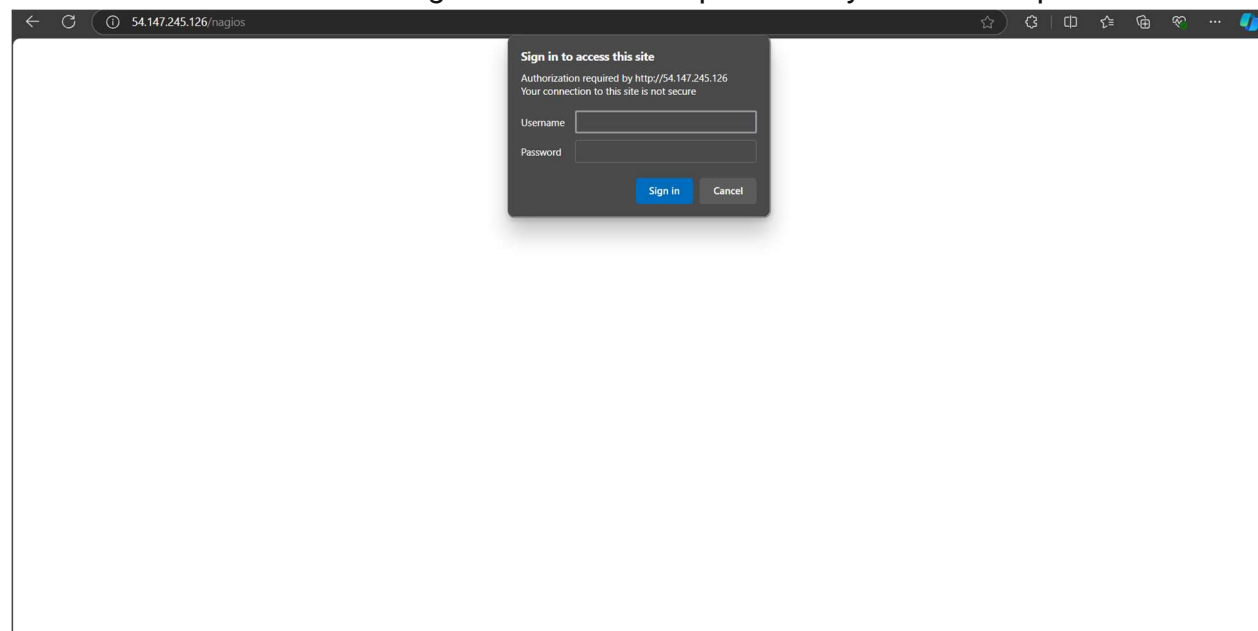 54.147.245.126/nagios
Sign in to access this site
Authorization required by http://54.147.245.126
Your connection to this site is not secure
Username
Password
Sign in Cancel